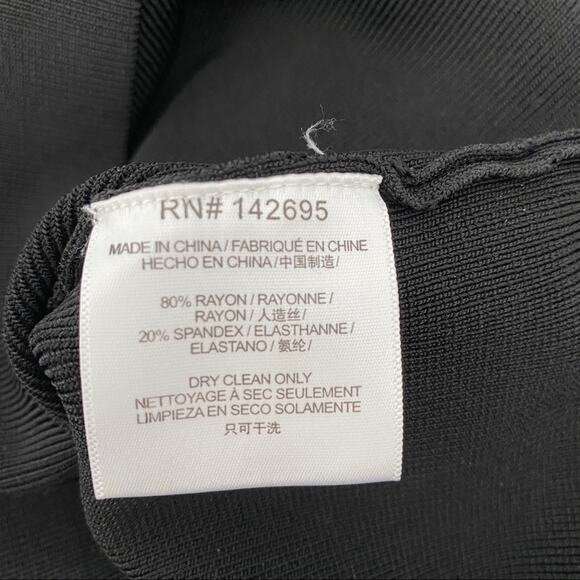 RN# 142695
MADE IN CHINA / FABRIQUÉ EN CHINE
HECHO EN CHINA / 中国制造 /
80% RAYON / RAYONNE /
RAYON / 人造丝 /
20% SPANDEX / ELASTHANNE /
ELASTANO / 氨纶 /
DRY CLEAN ONLY
NETTOYAGE À SEC SEULEMENT
LIMPIEZA EN SECO SOLAMENTE
只可干洗